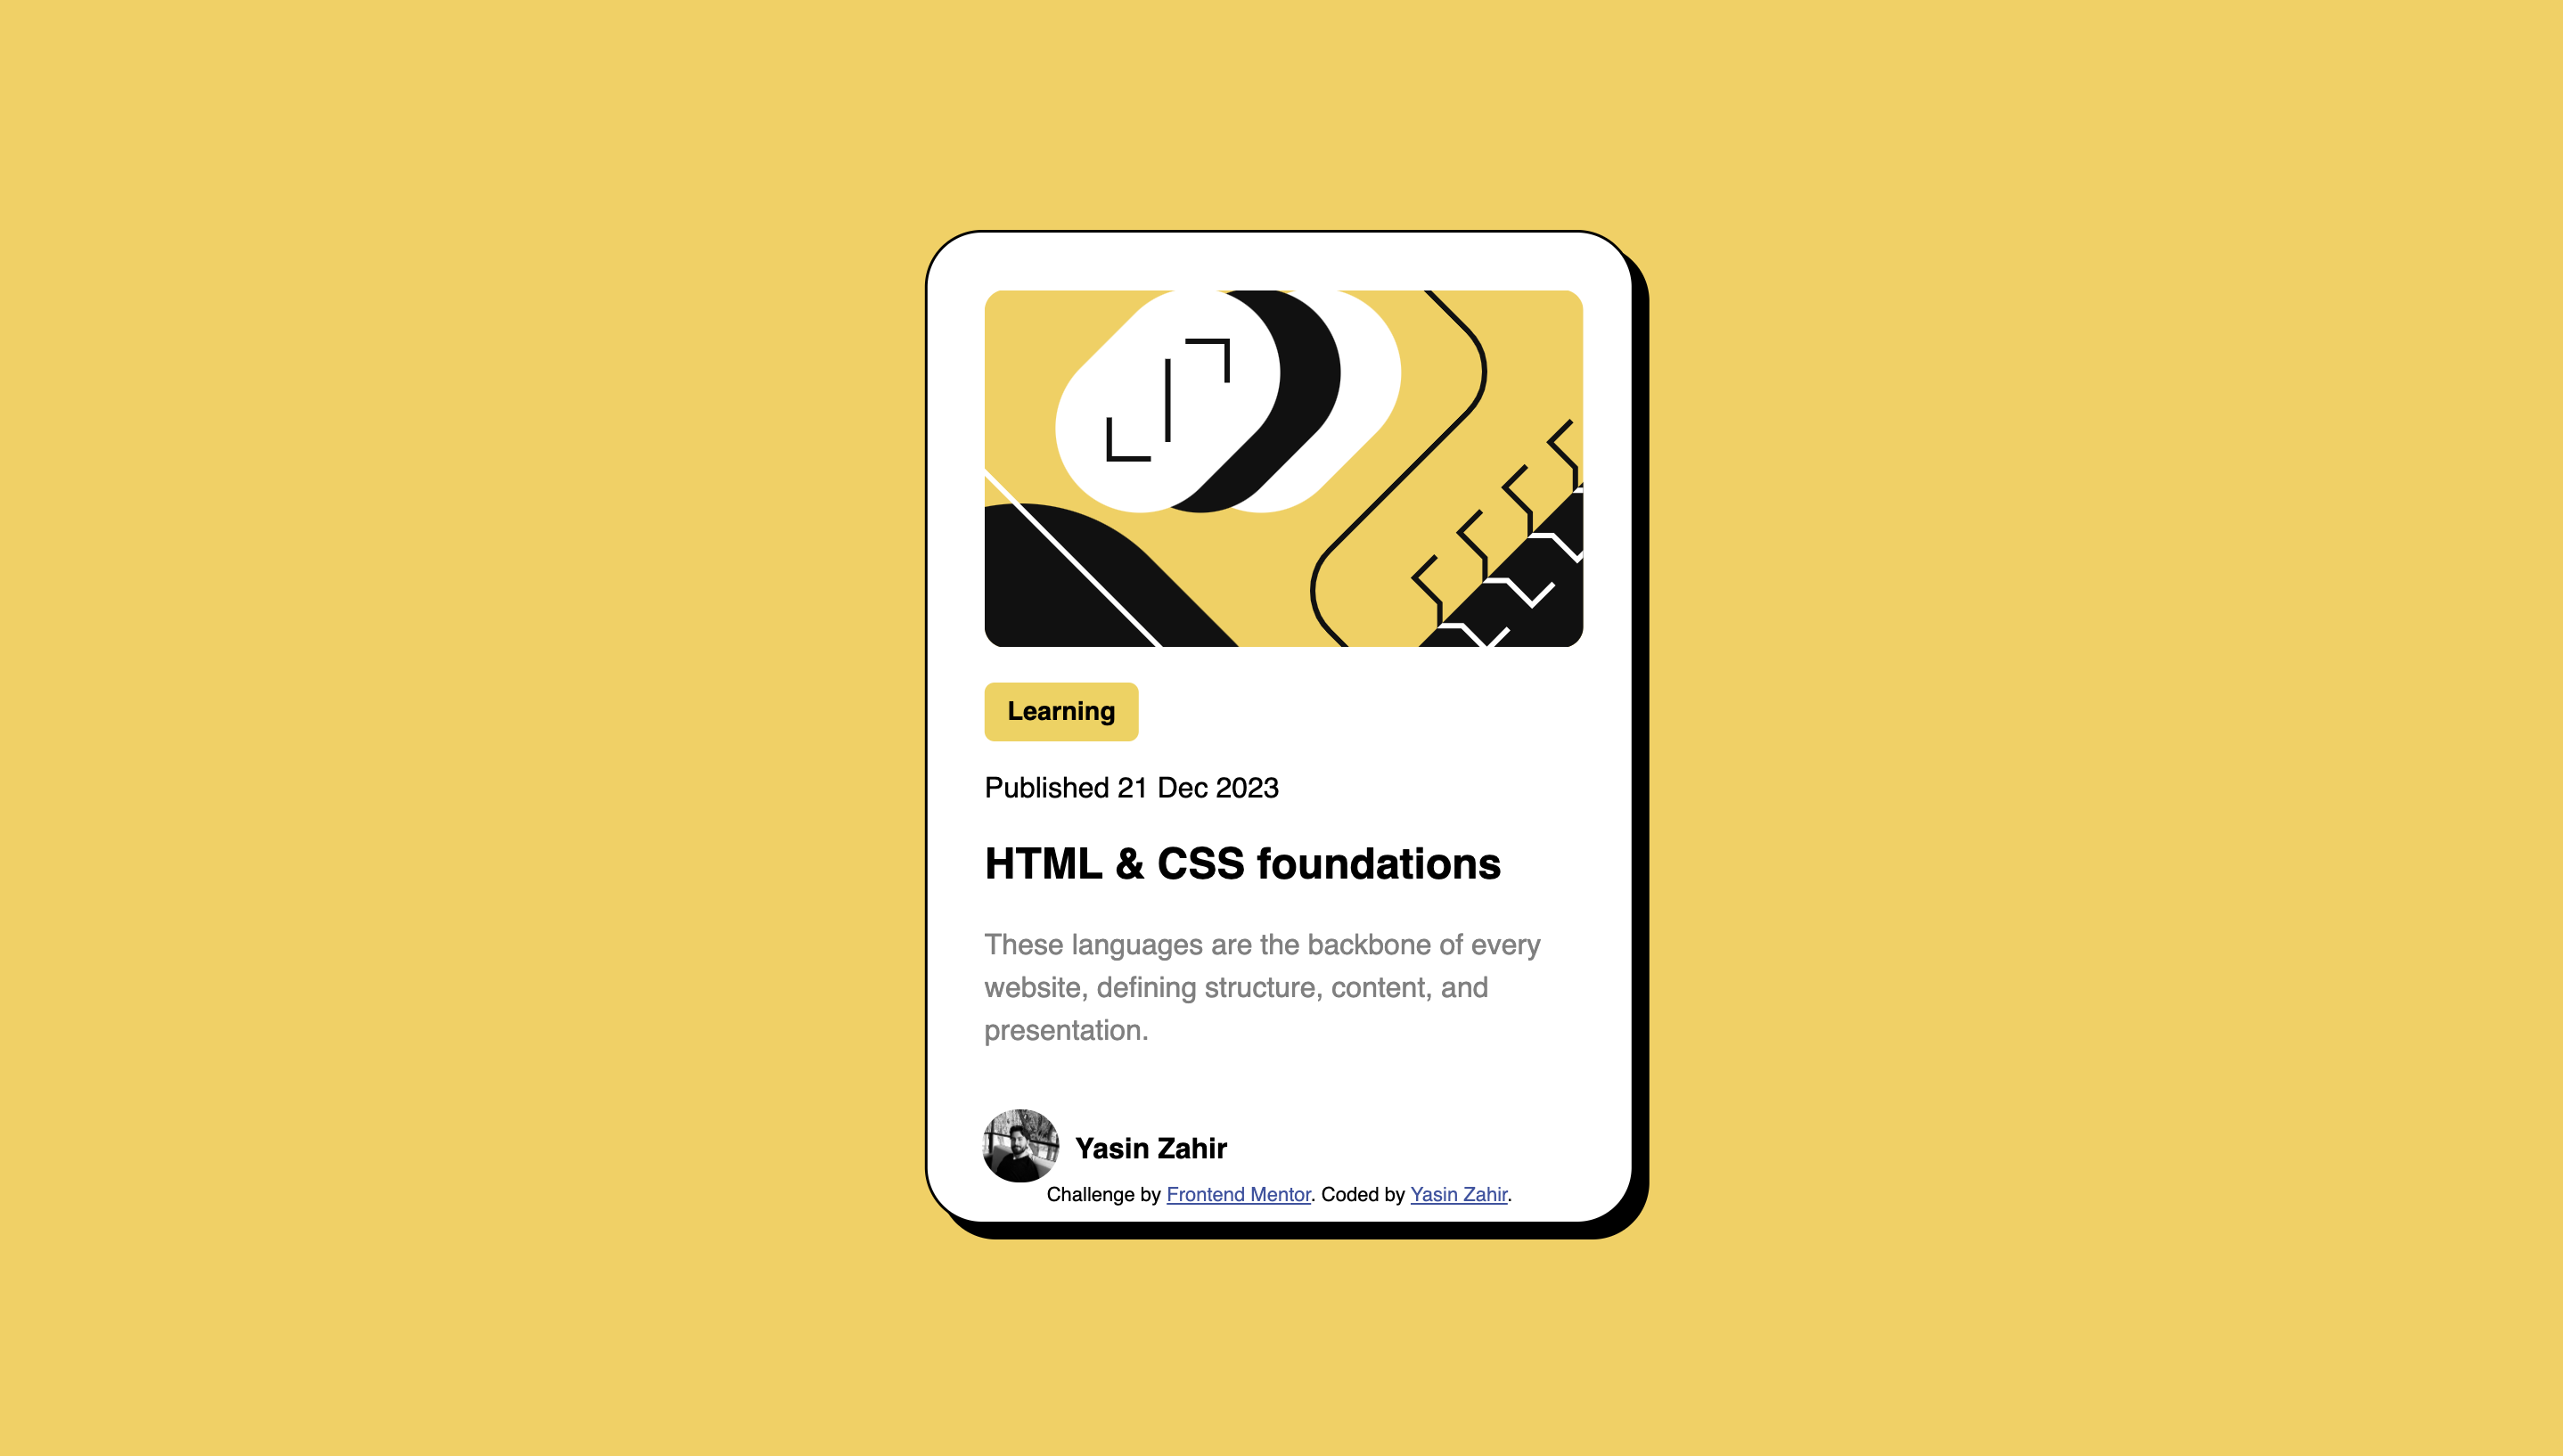 Learning
Published 21 Dec 2023
HTML & CSS foundations
These languages are the backbone of every
website, defining structure, content, and
presentation.
Yasin Zahir
Challenge by Frontend Mentor. Coded by Yasin Zahir.